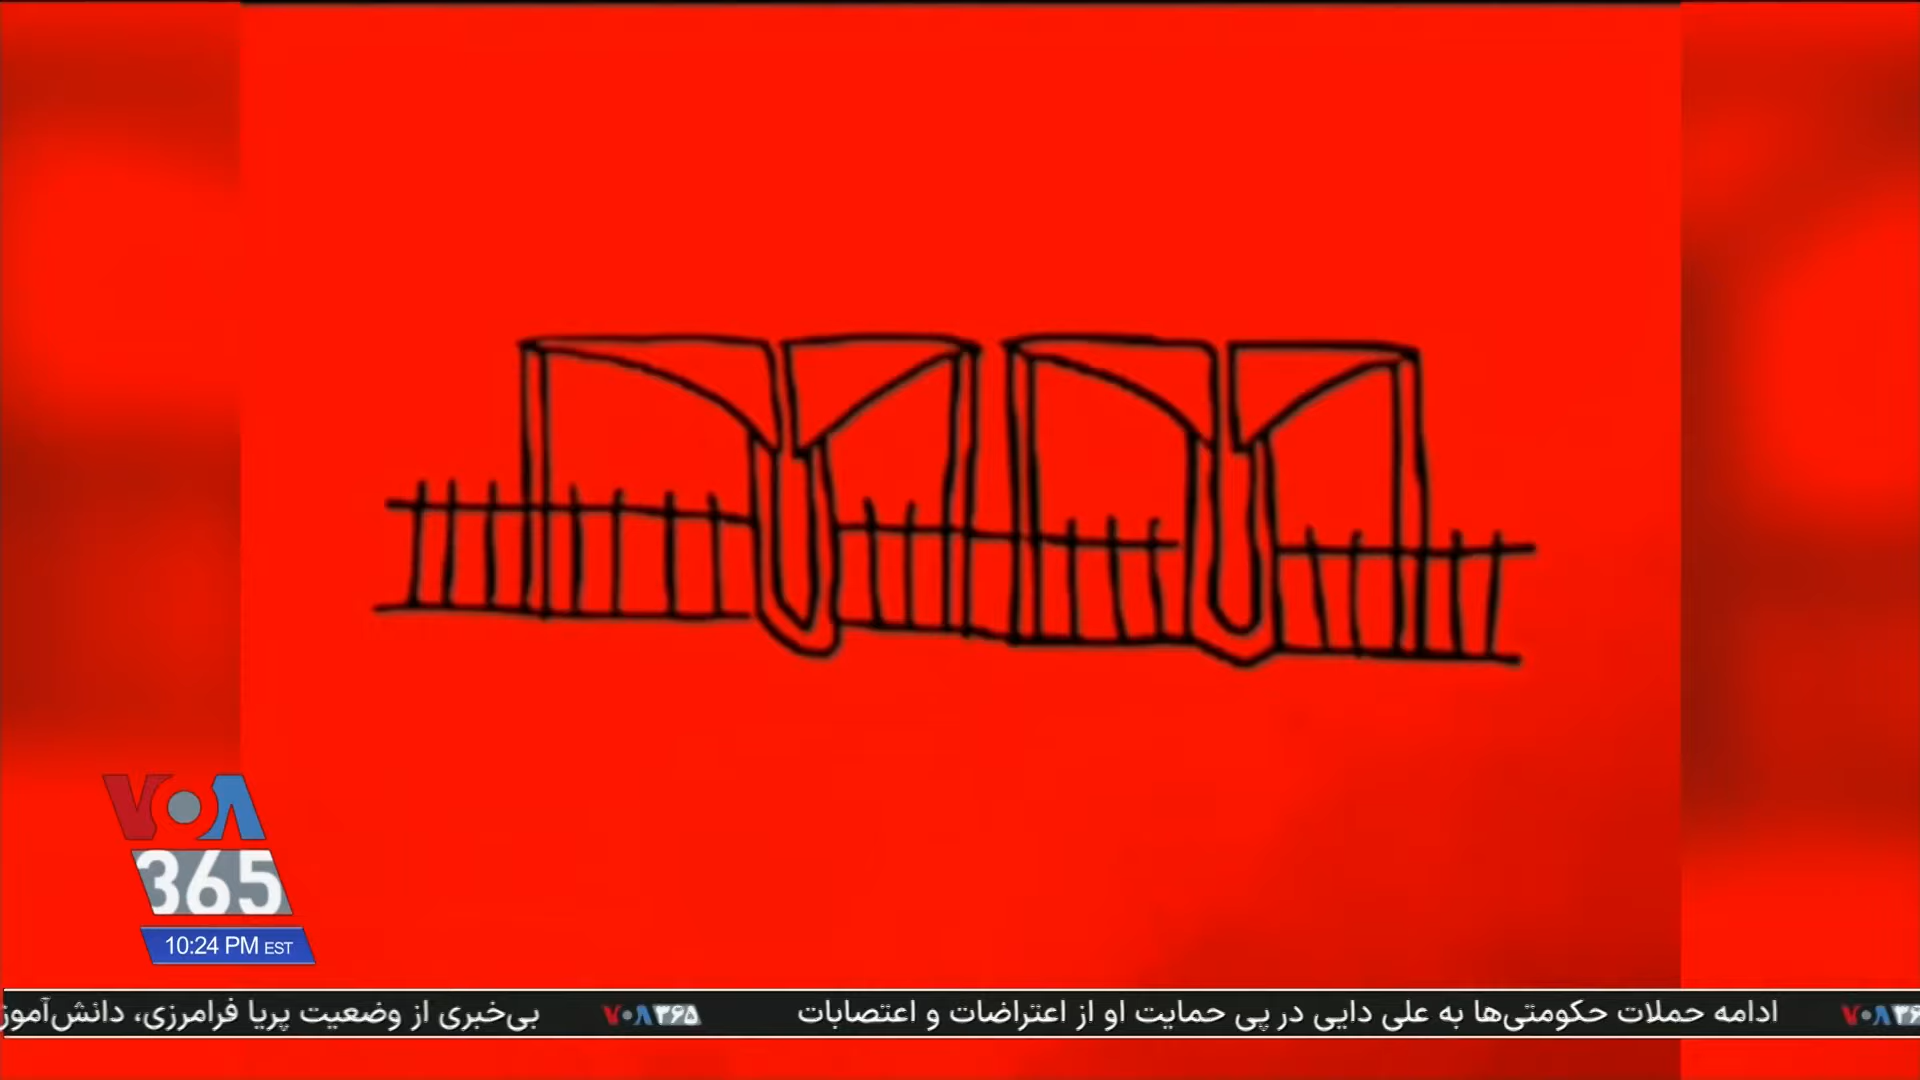 VOA
365
10:24 PM EST
ادامه حملات حکومتی‌ها به علی دایی در پی حمایت او از اعتراضات و اعتصابات VOA۳۶۵ بی‌خبری از وضعیت پریا فرامرزی، دانش‌آموز